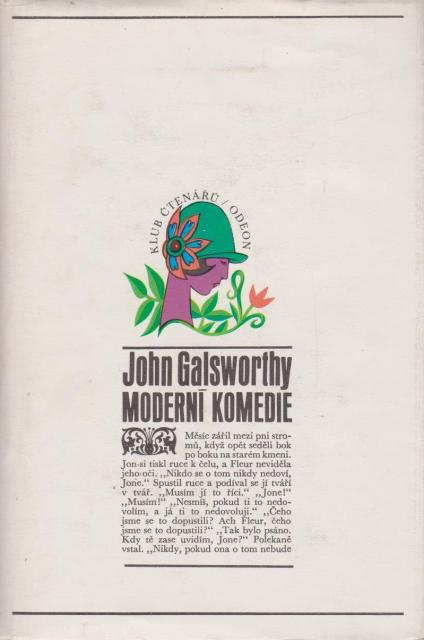 KLUB ČTENÁŘŮ / ODEON
John Galsworthy
MODERNÍ KOMEDIE
Měsíc zářil mezi pni stro-
mů, když opět seděli bok
po boku na starém kmeni.
Jon si tiskl ruce k čelu, a Fleur neviděla
jeho oči. „Nikdo se o tom nikdy nedoví,
Jone.“ Spustil ruce a podíval se jí tváří
v tvář. „Musím jí to říci.“ „Jone!“
„Musím!“ „Nesmíš, pokud ti to nedo-
volím, a já ti to nedovoluji.“ „Čeho
jsme se to dopustili? Ach Fleur, čeho
jsme se to dopustili?“ „Tak bylo psáno.
Kdy tě zase uvidím, Jone?“ Polekaně
vstal. „Nikdy, pokud ona o tom nebude